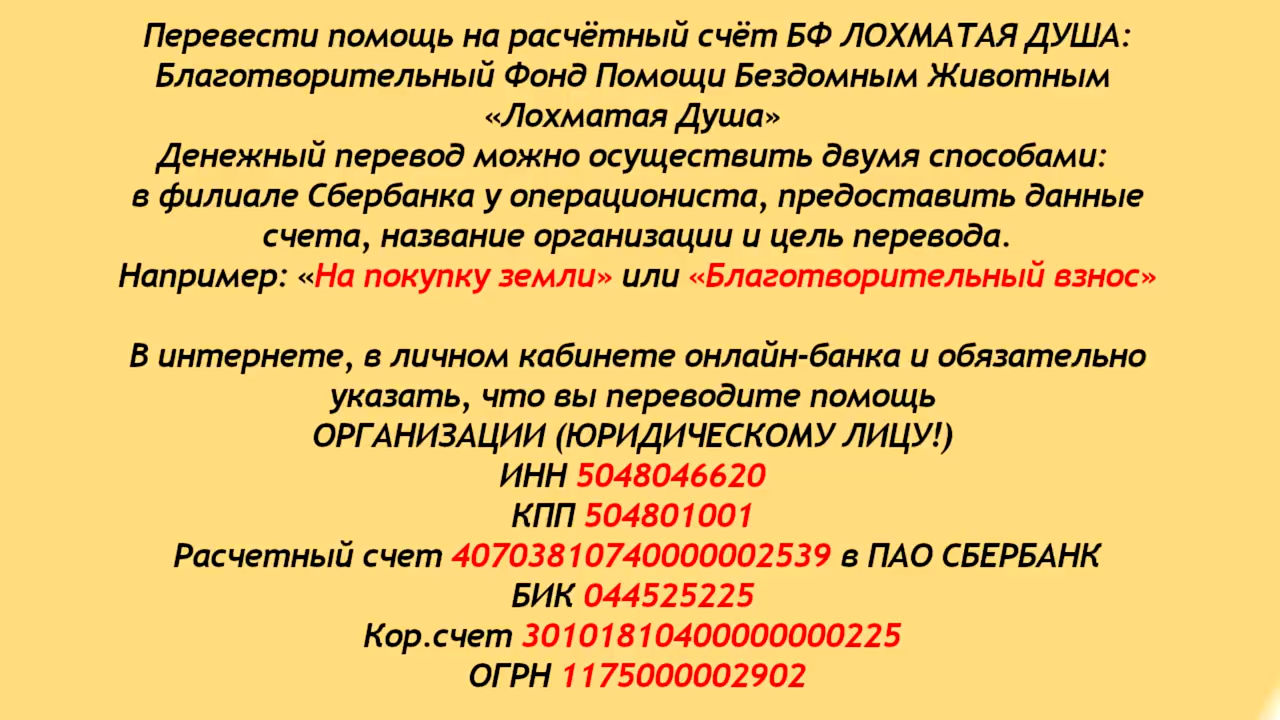 Перевести помощь на расчётный счёт БФ ЛОХМАТАЯ ДУША:
Благотворительный Фонд Помощи Бездомным Животным
«Лохматая Душа»
Денежный перевод можно осуществить двумя способами:
в филиале Сбербанка у операциониста, предоставить данные
счета, название организации и цель перевода.
Например: «На покупку земли» или «Благотворительный взнос»
В интернете, в личном кабинете онлайн-банка и обязательно
указать, что вы переводите помощь
ОРГАНИЗАЦИИ (ЮРИДИЧЕСКОМУ ЛИЦУ!)
ИНН 5048046620
КПП 504801001
Расчетный счет 40703810740000002539 в ПАО СБЕРБАНК
БИК 044525225
Кор.счет 30101810400000000225
ОГРН 1175000002902